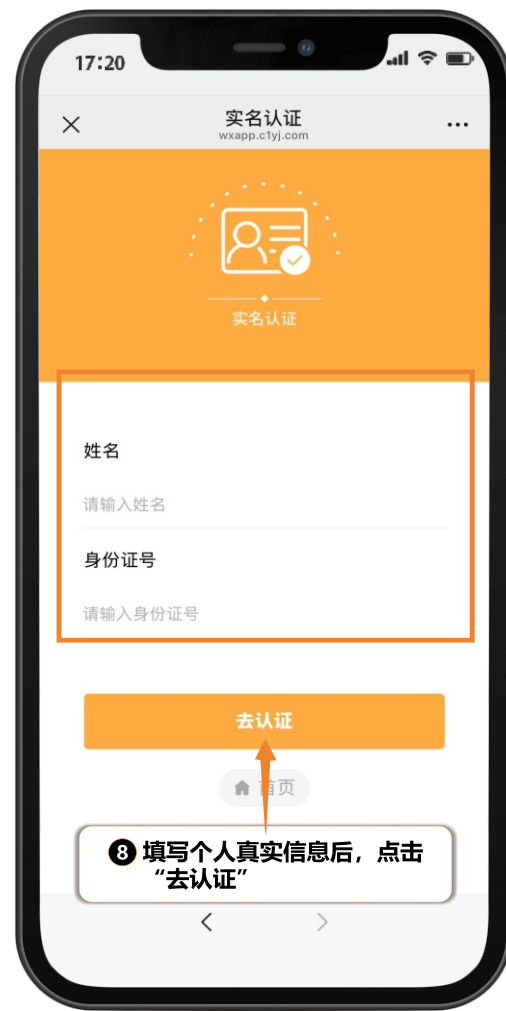 17:20
实名认证
wxapp.c1yj.com
实名认证
姓名
请输入姓名
身份证号
请输入身份证号
去认证
首页
8 填写个人真实信息后，点击
“去认证”